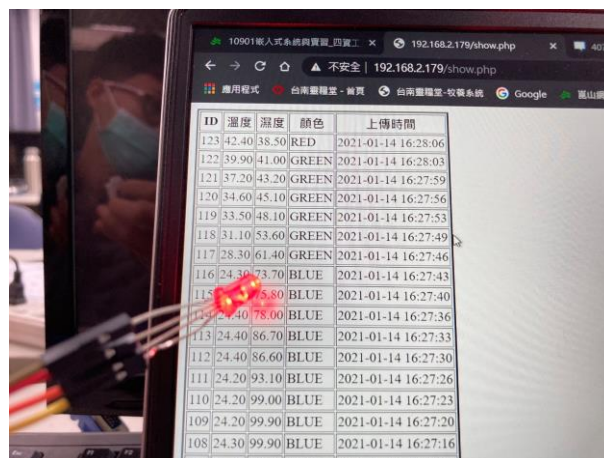 10901嵌入式系統與實習_四資工 × 192.168.2.179/show.php × 407
不安全 | 192.168.2.179/show.php
應用程式 台南聖糧堂 - 首頁 台南聖糧堂-牧養系統 Google
ID 溫度 濕度 顏色 上傳時間
123 42.40 38.50 RED 2021-01-14 16:28:06
122 39.90 41.00 GREEN 2021-01-14 16:28:03
121 37.20 43.20 GREEN 2021-01-14 16:27:59
120 34.60 45.10 GREEN 2021-01-14 16:27:56
119 33.50 48.10 GREEN 2021-01-14 16:27:53
118 31.10 53.60 GREEN 2021-01-14 16:27:49
117 28.30 61.40 GREEN 2021-01-14 16:27:46
116 24.30 73.70 BLUE 2021-01-14 16:27:43
115 75.80 BLUE 2021-01-14 16:27:40
124 24.40 78.00 BLUE 2021-01-14 16:27:36
113 24.40 86.70 BLUE 2021-01-14 16:27:33
112 24.40 86.60 BLUE 2021-01-14 16:27:30
111 24.20 93.10 BLUE 2021-01-14 16:27:26
110 24.20 99.00 BLUE 2021-01-14 16:27:23
109 24.20 99.90 BLUE 2021-01-14 16:27:20
108 24.30 99.90 BLUE 2021-01-14 16:27:16